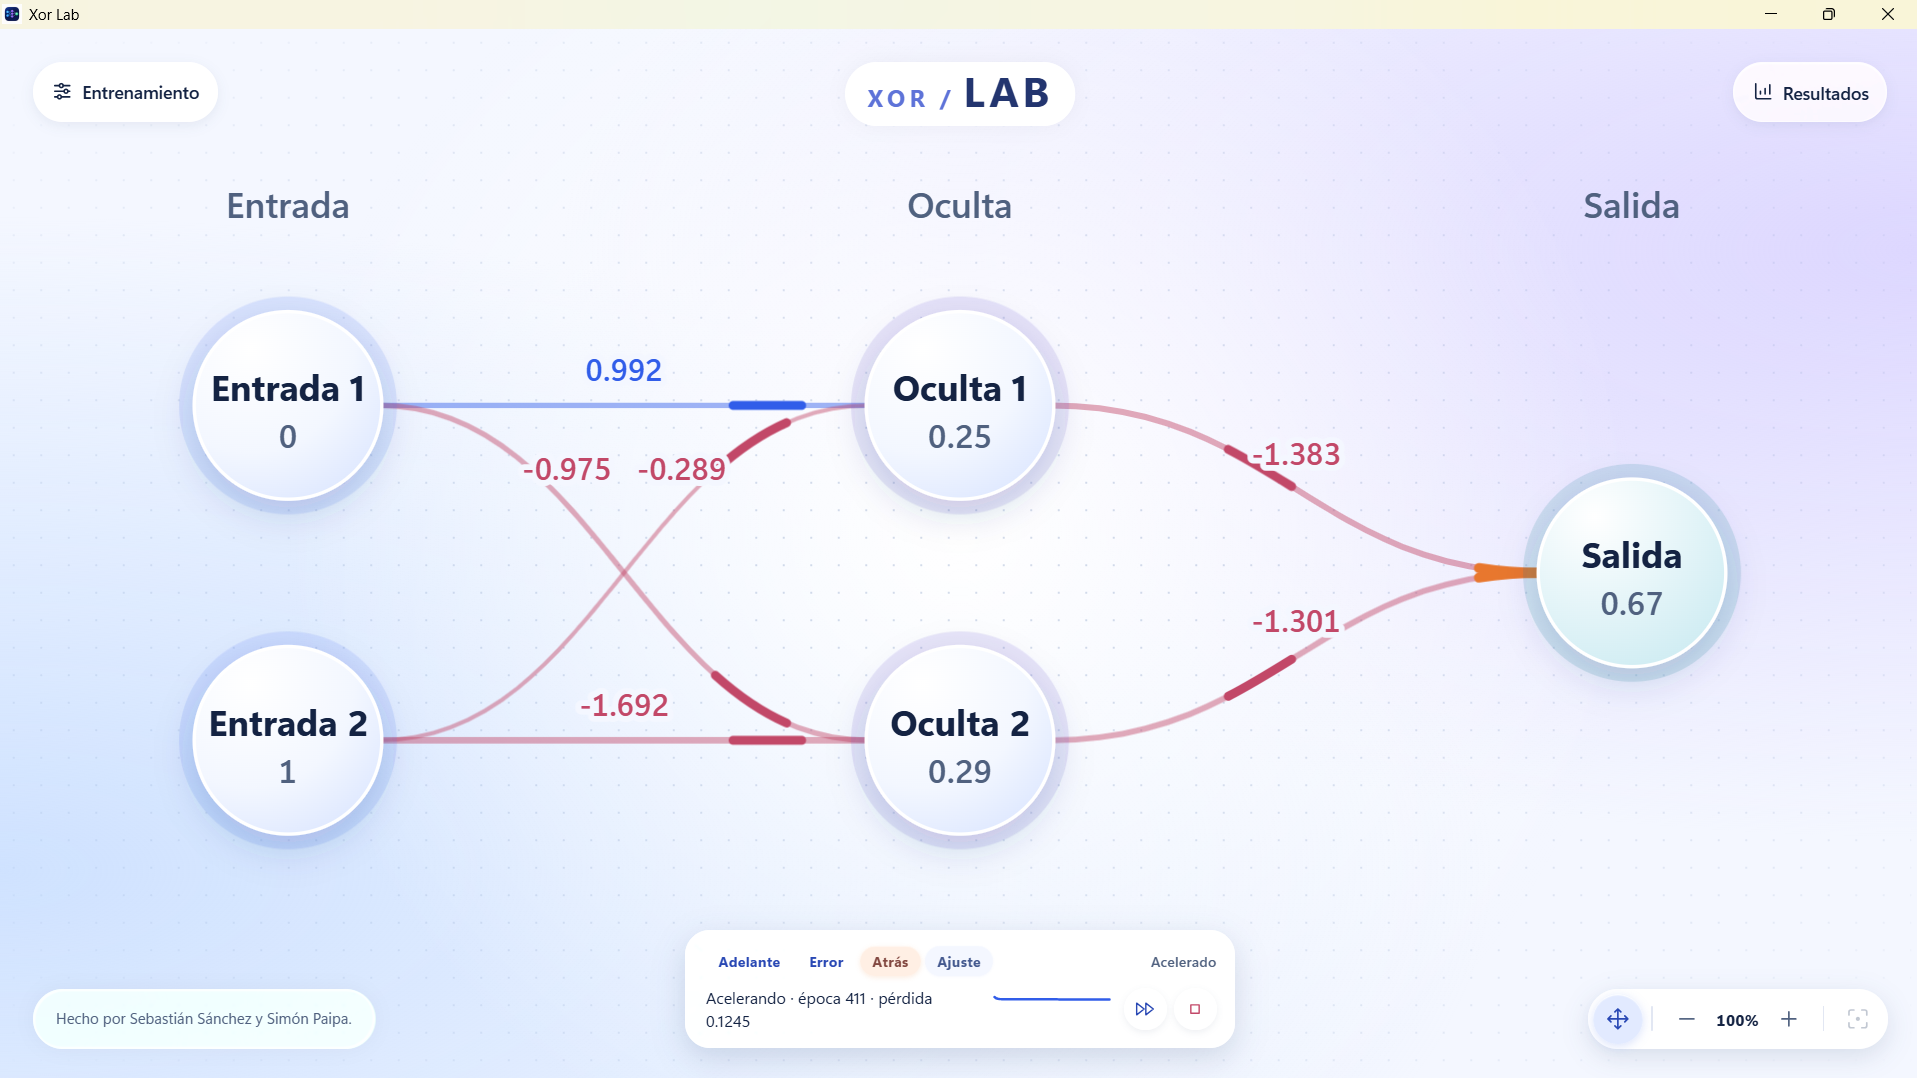 Xor Lab
Entrenamiento
XOR / LAB
Resultados
Entrada
Oculta
Salida
Entrada 1
0
0.992
-0.975
-0.289
Oculta 1
0.25
-1.383
Salida
0.67
Entrada 2
1
-1.692
Oculta 2
0.29
-1.301
Adelante
Error
Atrás
Ajuste
Acelerado
Acelerando · época 411 · pérdida
0.1245
Hecho por Sebastián Sánchez y Simón Paipa.
100%